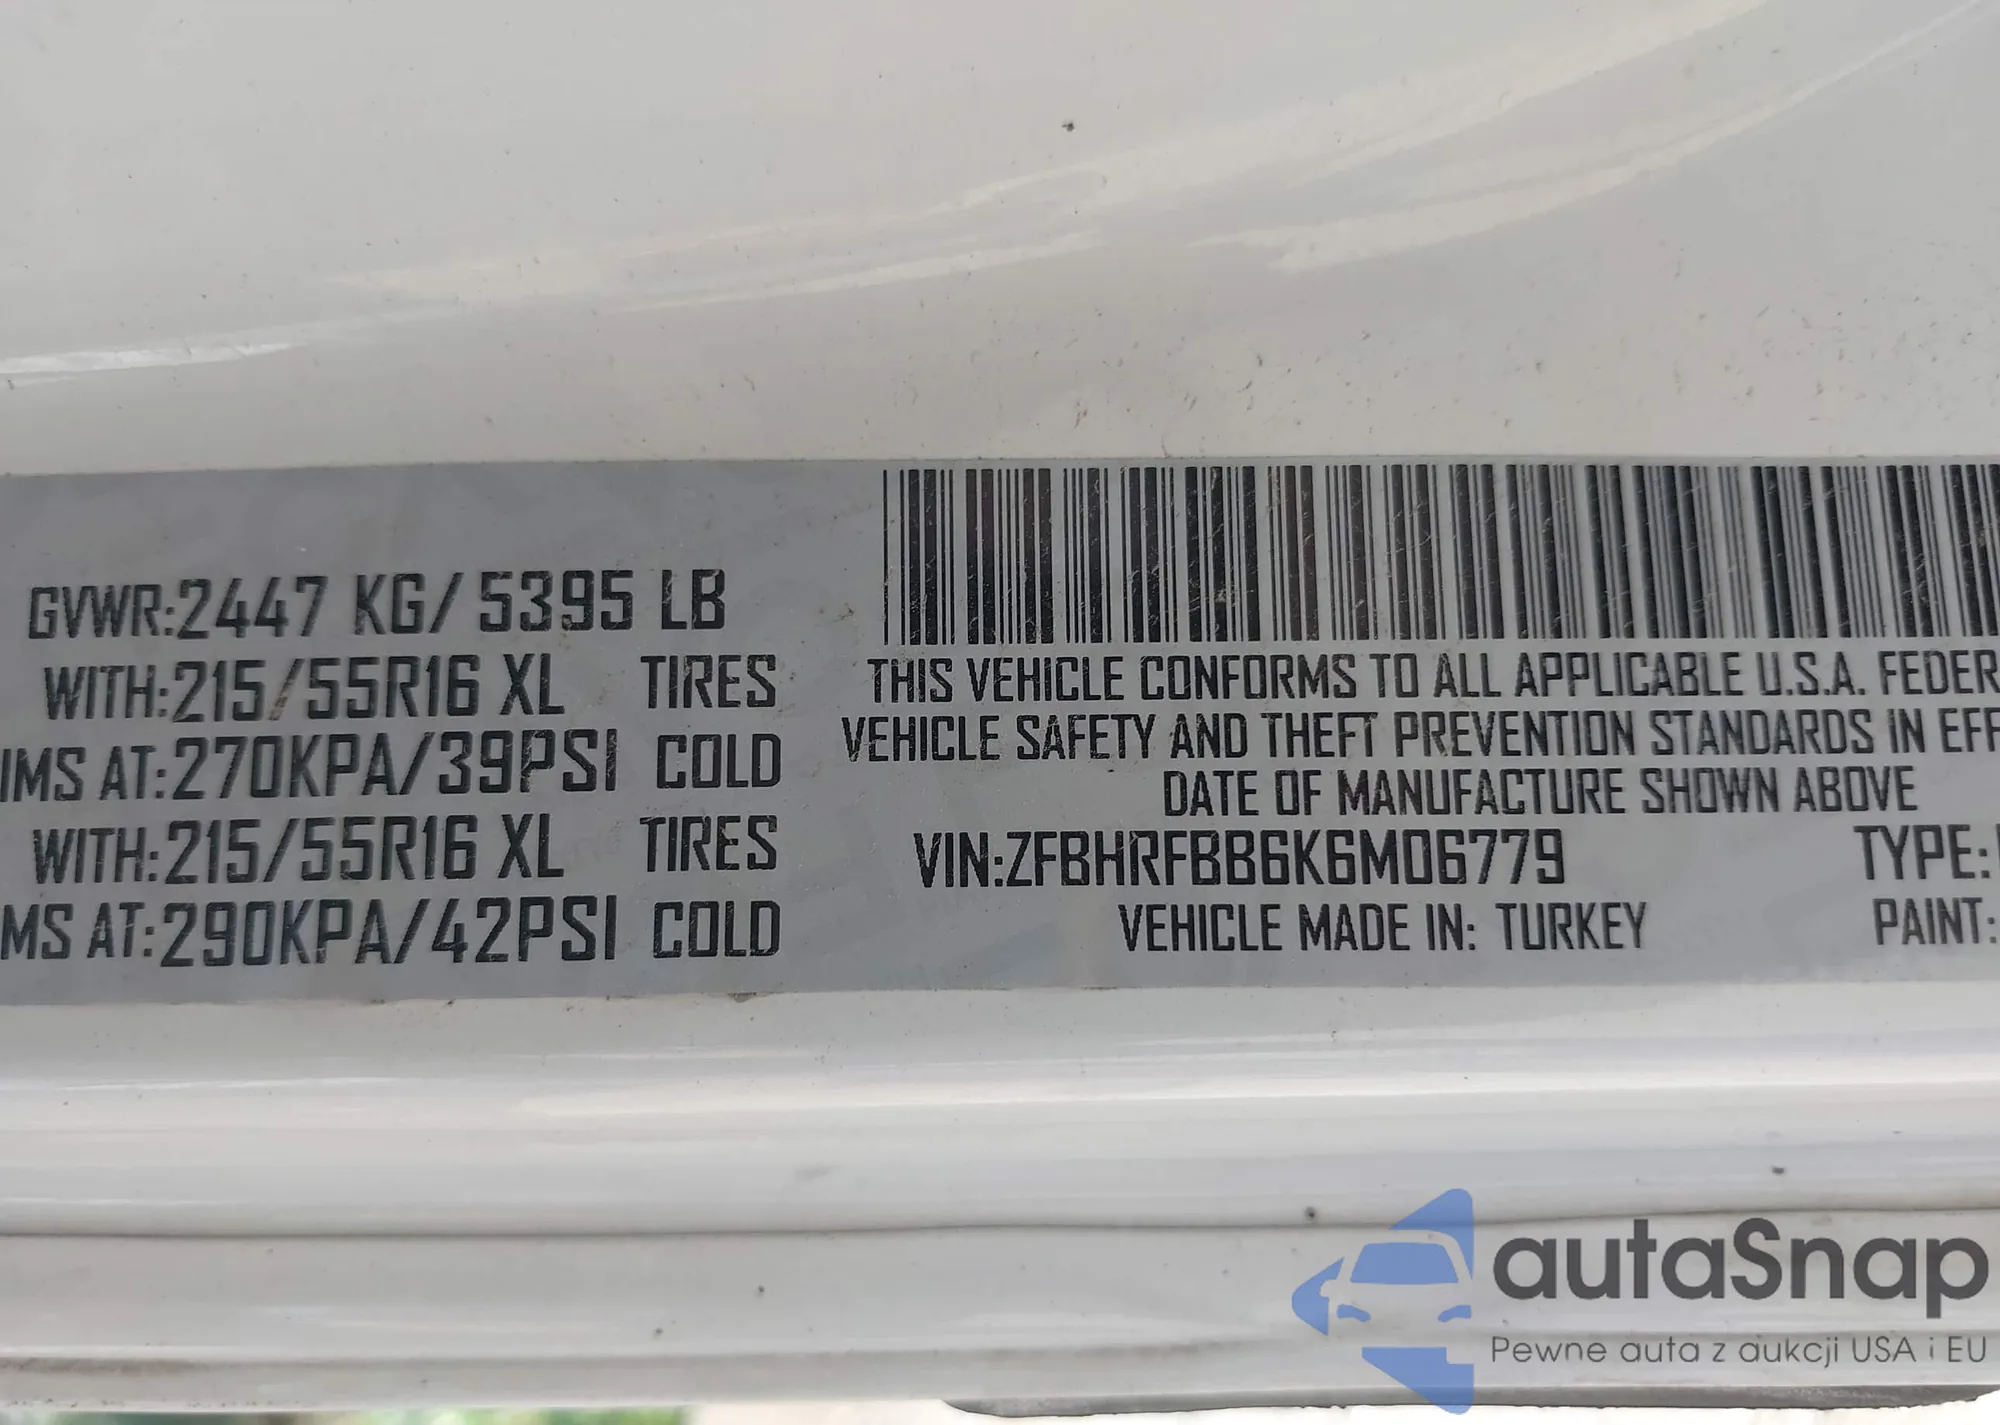 GVWR:2447 KG/ 5395 LB
WITH:215/55R16 XL TIRES
IMS AT:270KPA/39PSI COLD
WITH:215/55R16 XL TIRES
MS AT:290KPA/42PSI COLD
THIS VEHICLE CONFORMS TO ALL APPLICABLE U.S.A. FEDER
VEHICLE SAFETY AND THEFT PREVENTION STANDARDS IN EFF
DATE OF MANUFACTURE SHOWN ABOVE
VIN:ZFBHRFBB6K6M06779 TYPE:
VEHICLE MADE IN: TURKEY PAINT:
autaSnap
Pewne auta z aukcji USA i EU